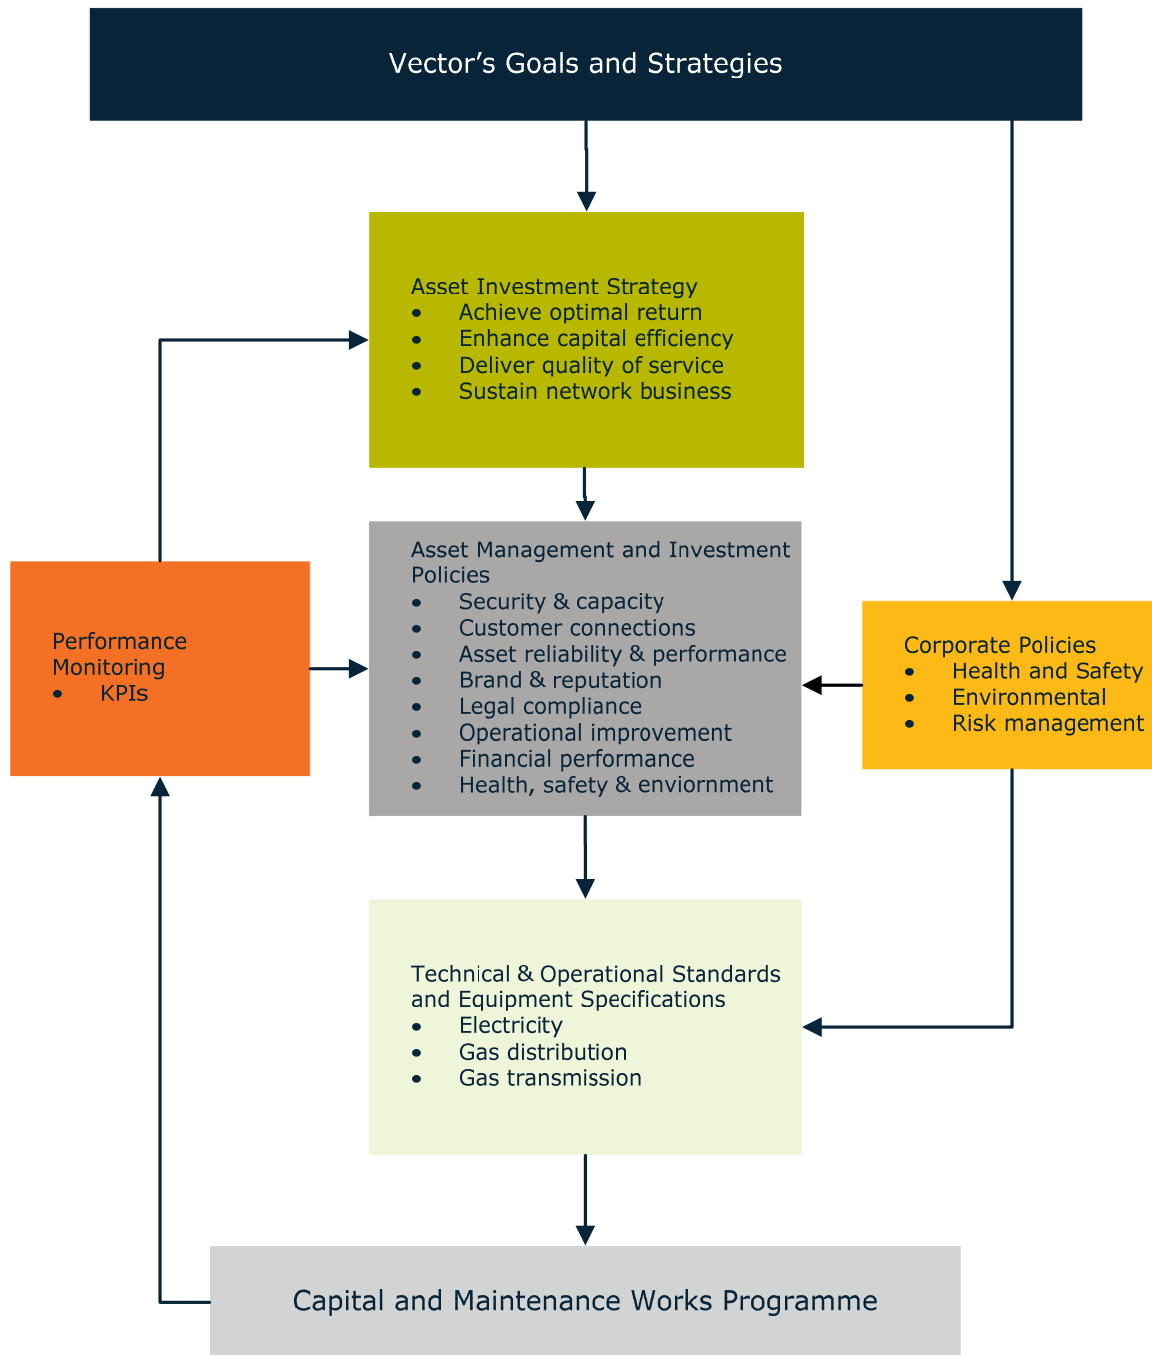 Vector’s Goals and Strategies
Asset Investment Strategy
• Achieve optimal return
• Enhance capital efficiency
• Deliver quality of service
• Sustain network business
Asset Management and Investment
Policies
• Security & capacity
• Customer connections
• Asset reliability & performance
• Brand & reputation
• Legal compliance
• Operational improvement
• Financial performance
• Health, safety & enviornment
Performance
Monitoring
• KPIs
Corporate Policies
• Health and Safety
• Environmental
• Risk management
Technical & Operational Standards
and Equipment Specifications
• Electricity
• Gas distribution
• Gas transmission
Capital and Maintenance Works Programme